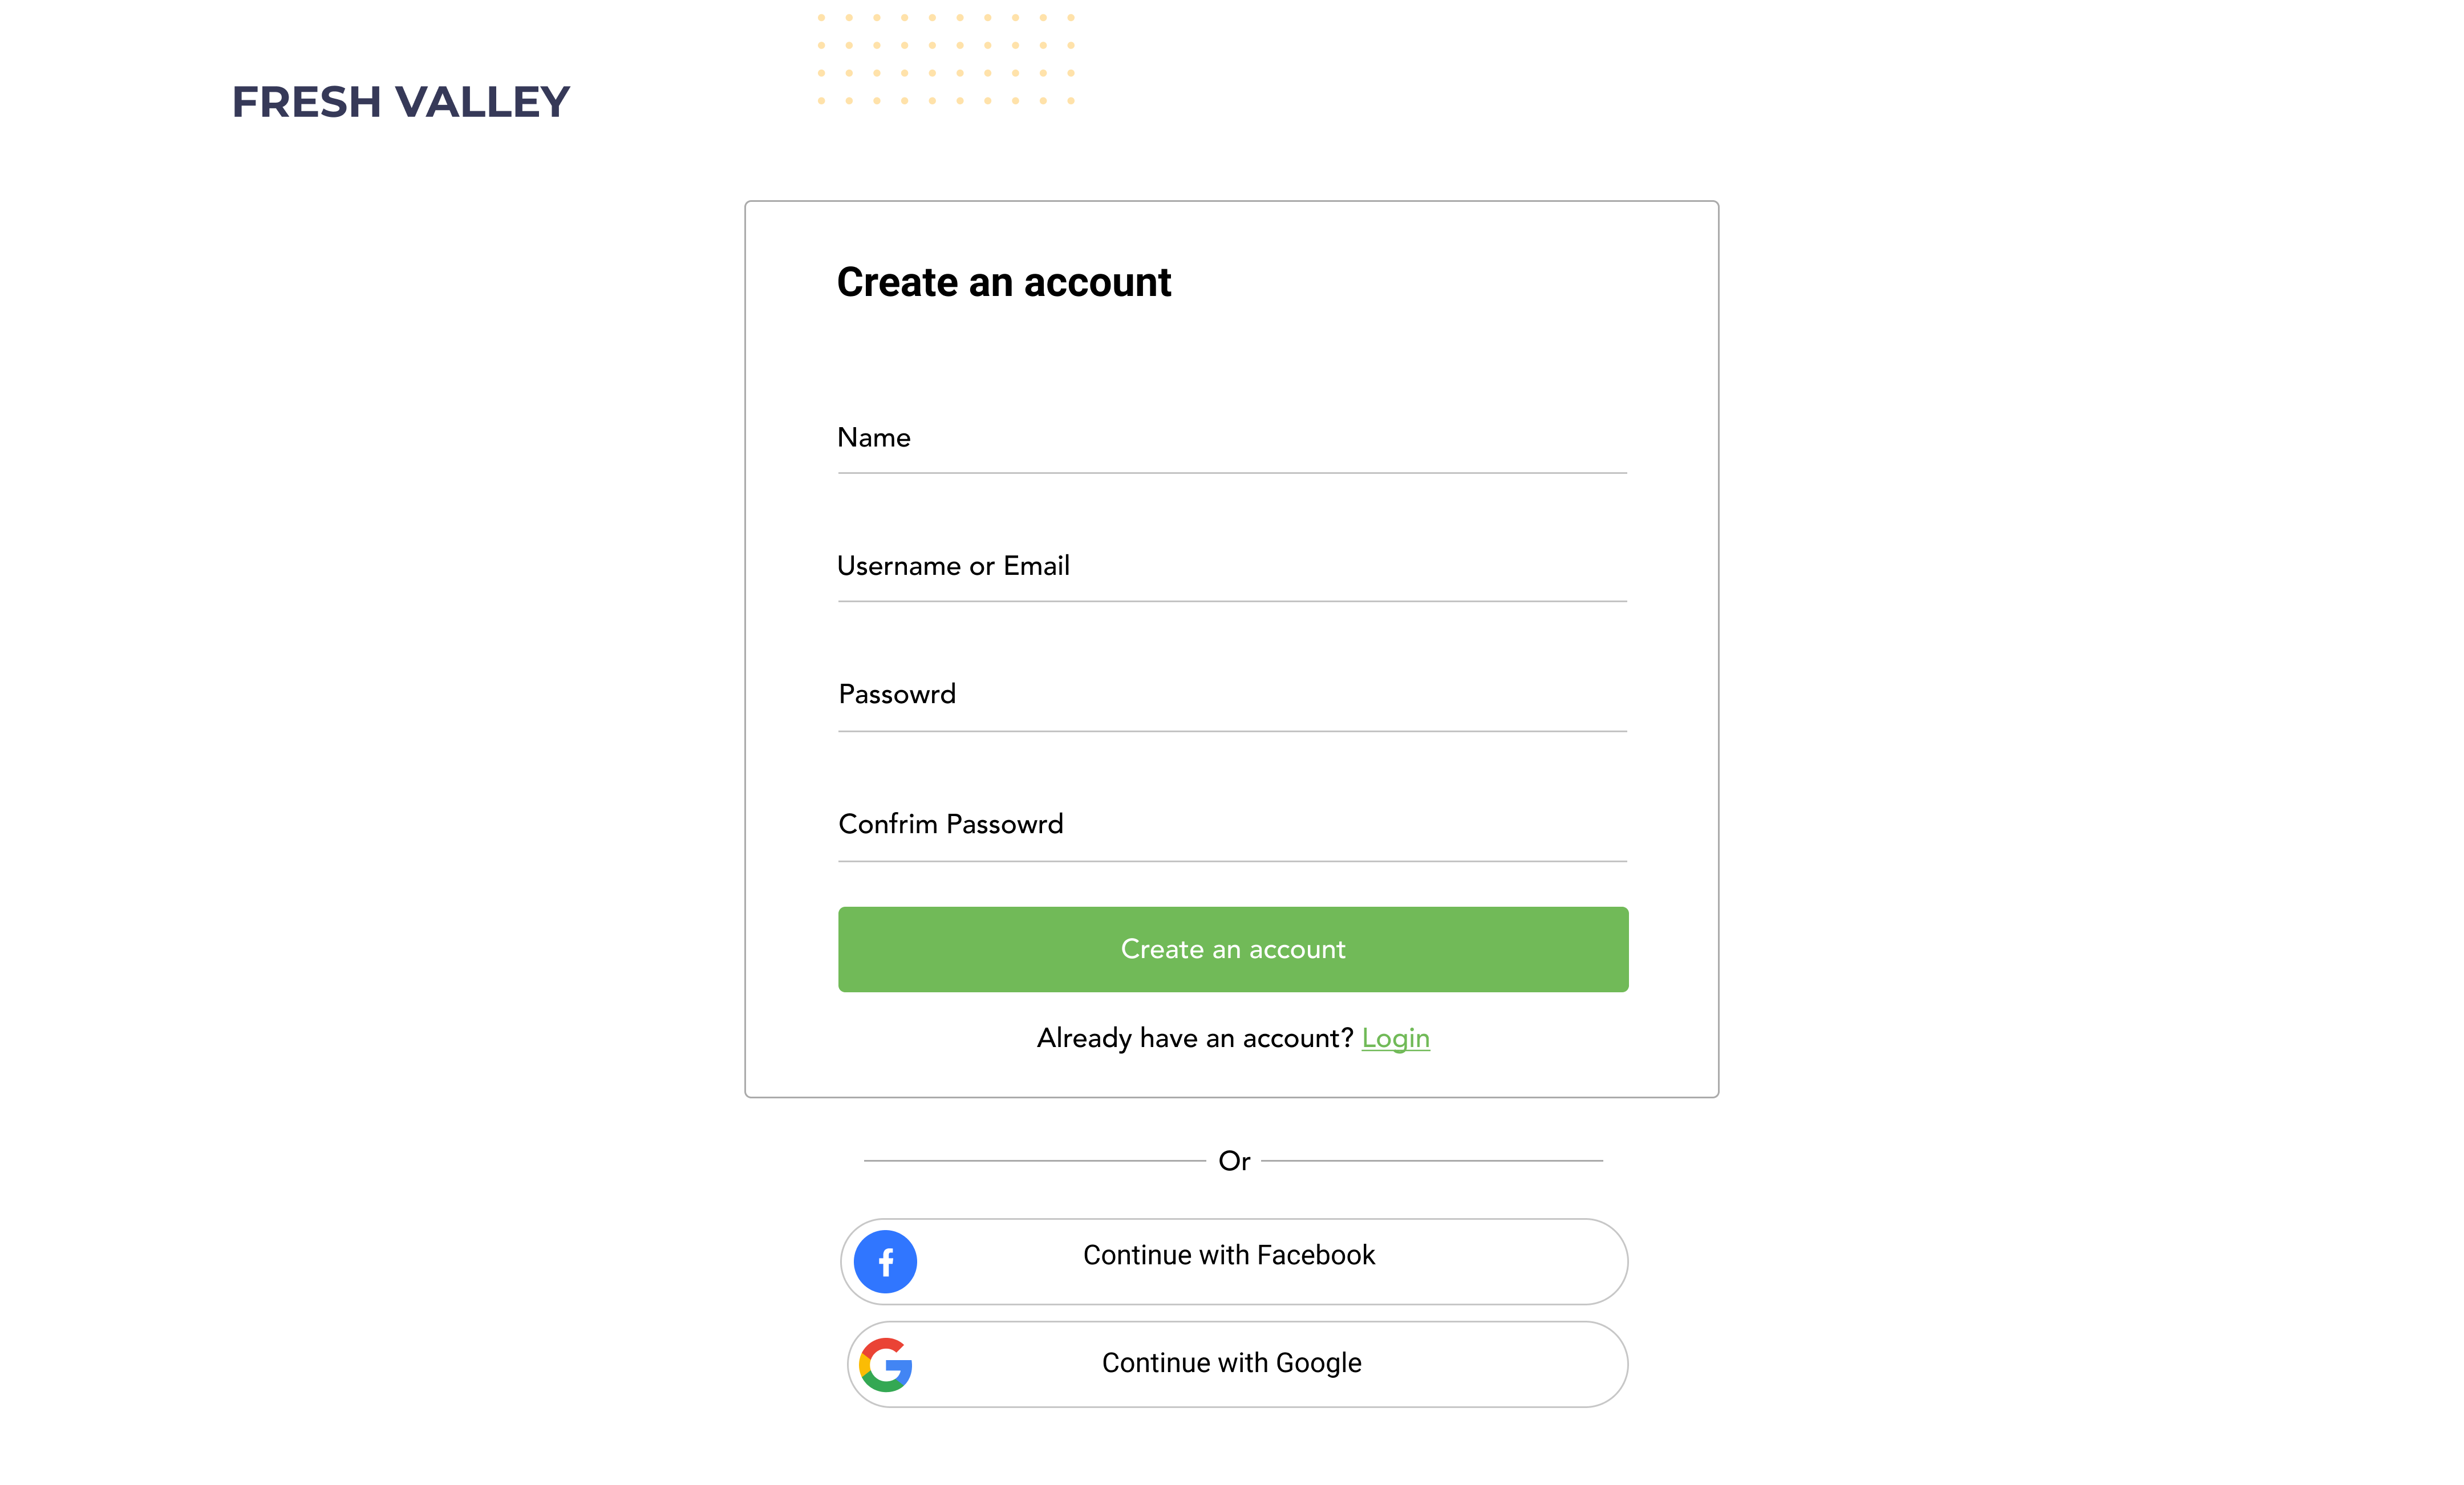 FRESH VALLEY
Create an account
Name
Username or Email
Passowrd
Confrim Passowrd
Create an account
Already have an account? Login
Or
Continue with Facebook
Continue with Google